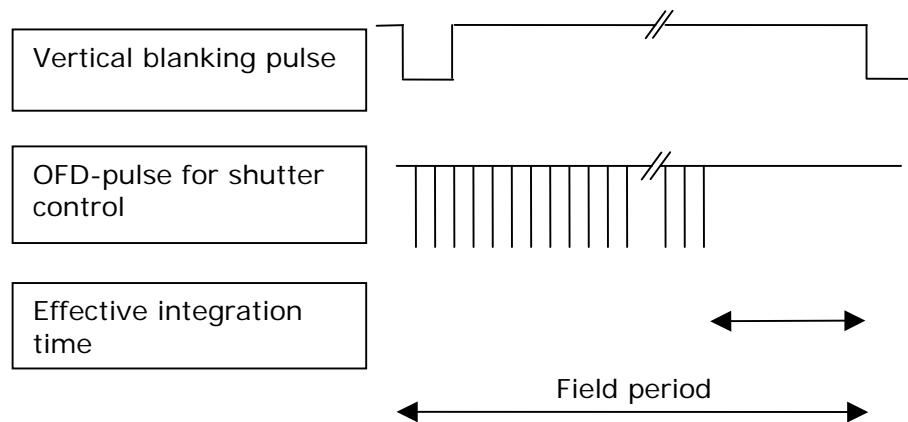 Vertical blanking pulse
OFD-pulse for shutter
control
Effective integration
time
Field period